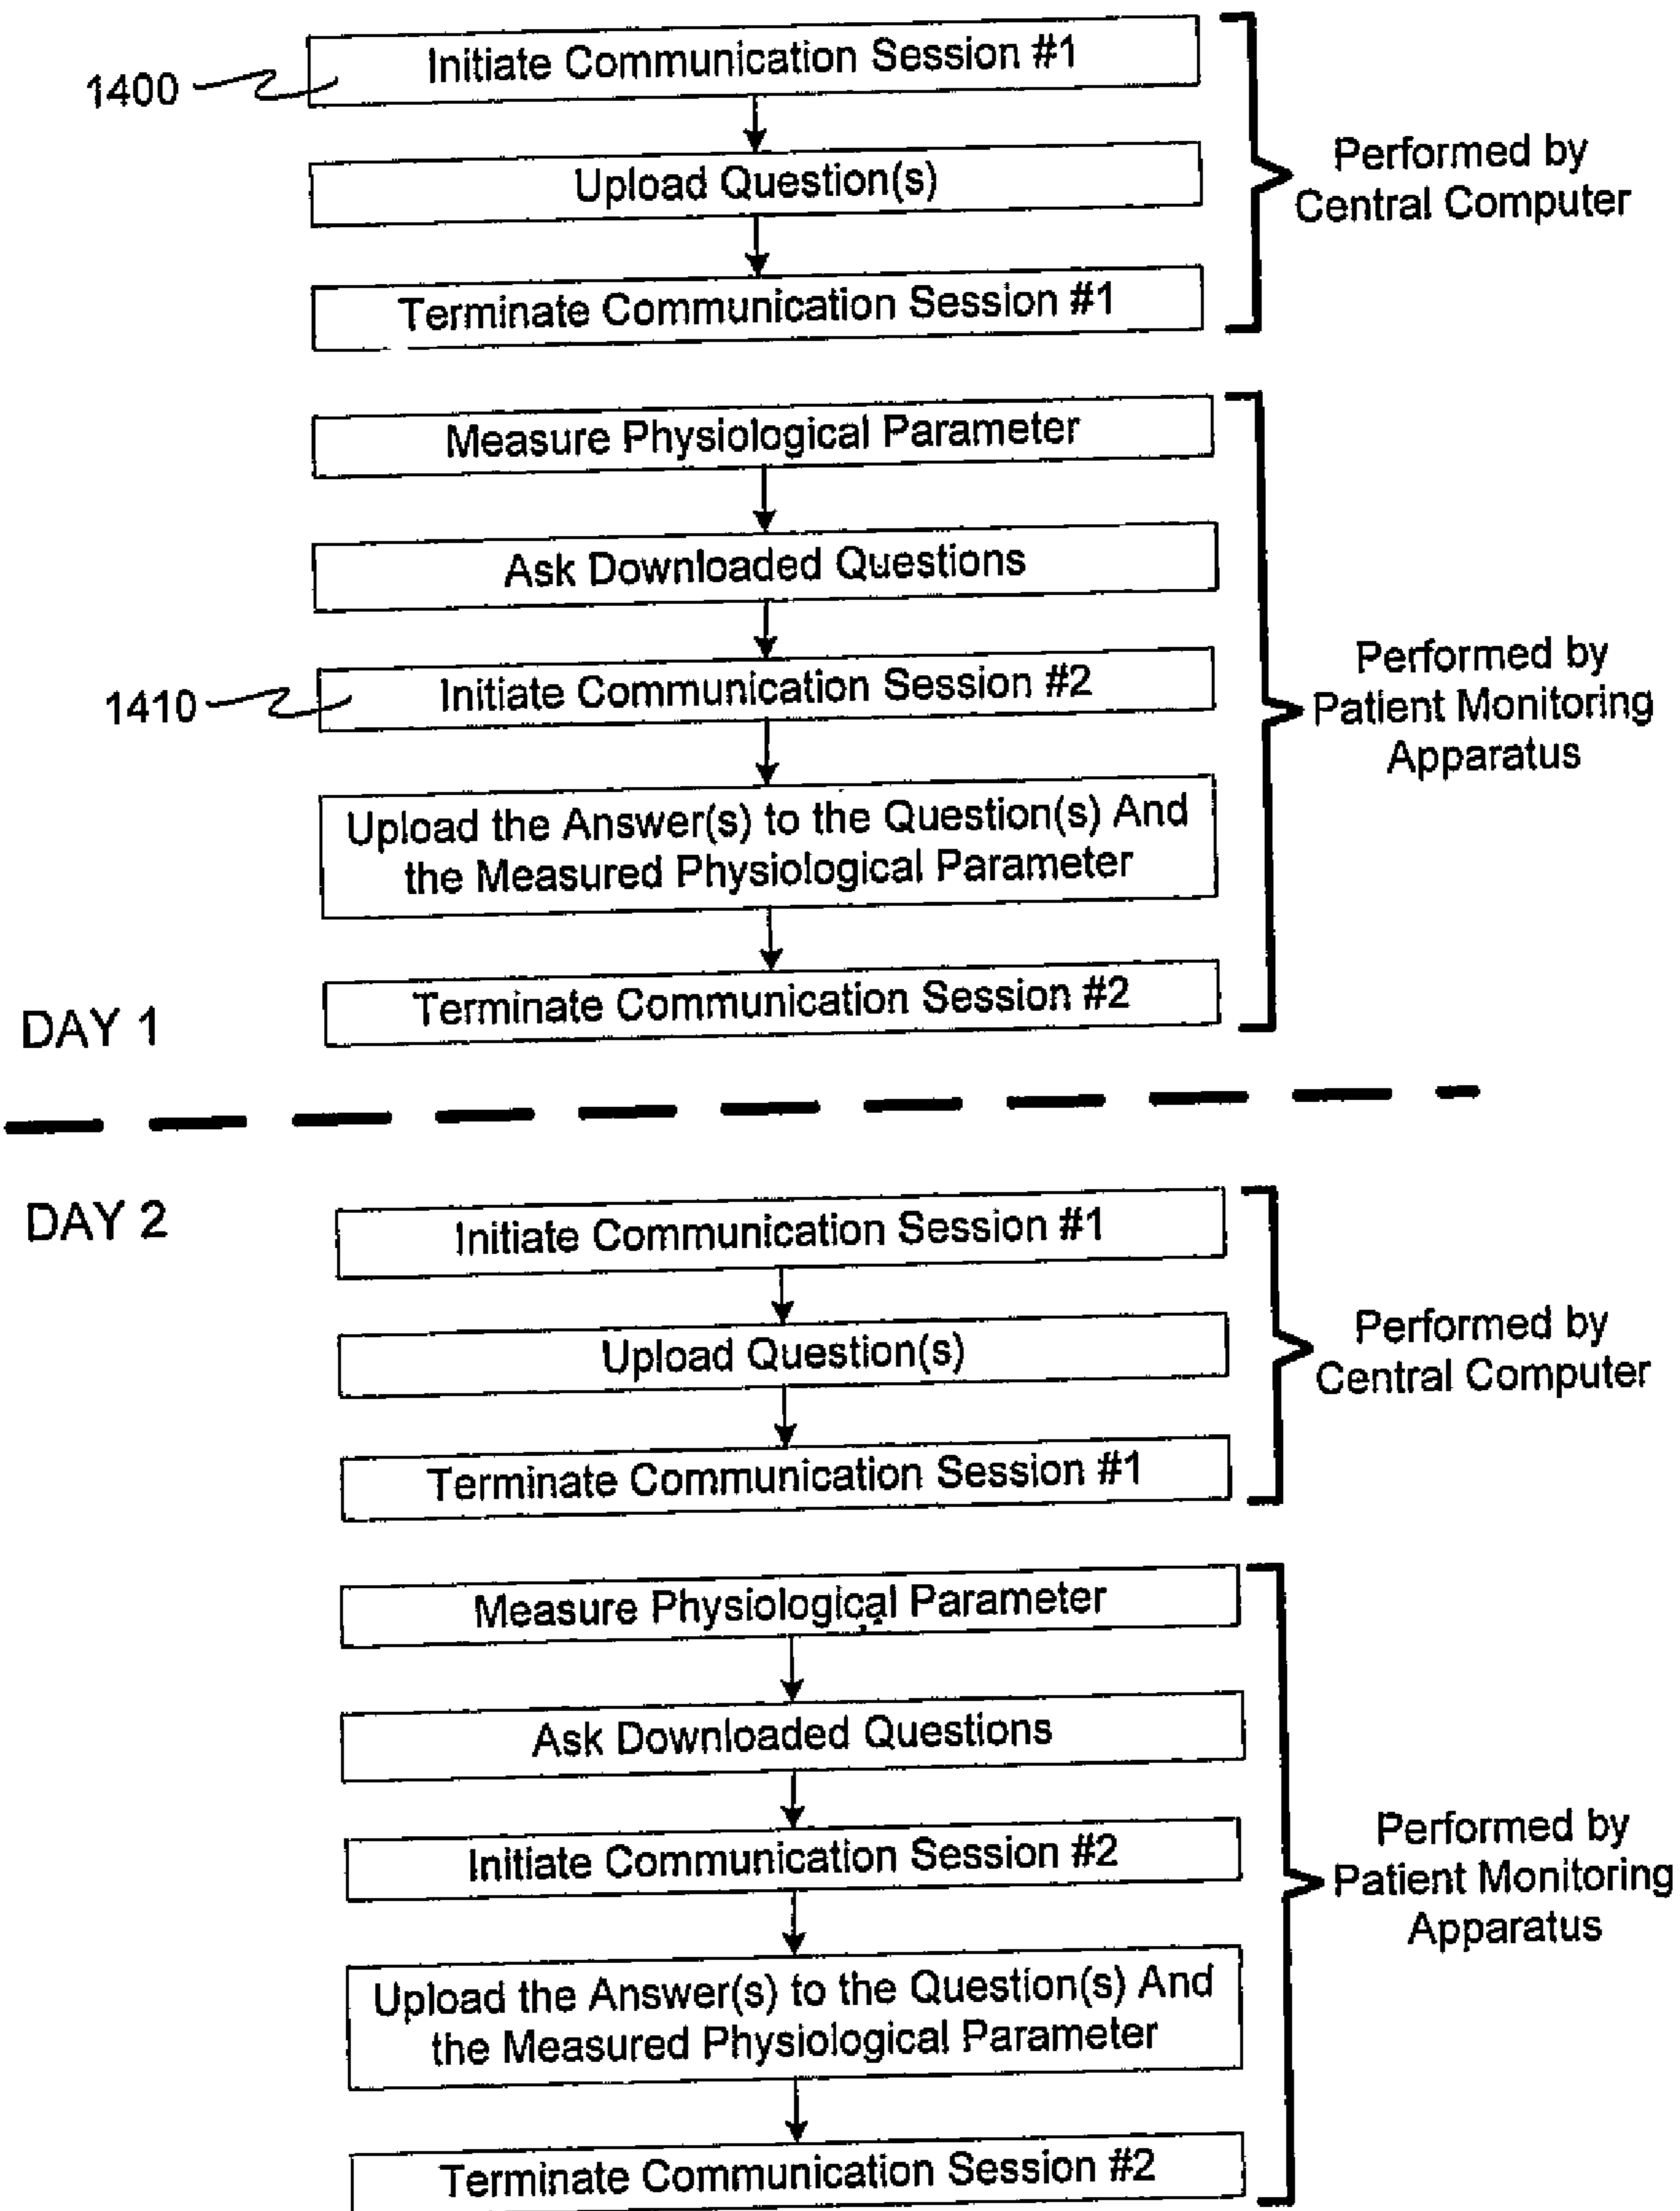 Initiate Communication Session #1
1400
Upload Question(s)
Performed by
Central Computer
Terminate Communication Session #1
Measure Physiological Parameter
Ask Downloaded Questions
Initiate Communication Session #2
1410
Performed by
Patient Monitoring
Apparatus
Upload the Answer(s) to the Question(s) And
the Measured Physiological Parameter
Terminate Communication Session #2
DAY 1
DAY 2
Initiate Communication Session #1
Upload Question(s)
Performed by
Central Computer
Terminate Communication Session #1
Measure Physiological Parameter
Ask Downloaded Questions
Initiate Communication Session #2
Performed by
Patient Monitoring
Apparatus
Upload the Answer(s) to the Question(s) And
the Measured Physiological Parameter
Terminate Communication Session #2